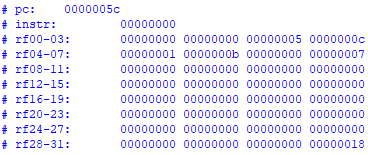 # pc: 0000005c
# instr: 00000000
# rf00-03: 00000000 00000000 00000005 0000000c
# rf04-07: 00000001 0000000b 00000000 00000007
# rf08-11: 00000000 00000000 00000000 00000000
# rf12-15: 00000000 00000000 00000000 00000000
# rf16-19: 00000000 00000000 00000000 00000000
# rf20-23: 00000000 00000000 00000000 00000000
# rf24-27: 00000000 00000000 00000000 00000000
# rf28-31: 00000000 00000000 00000000 00000018